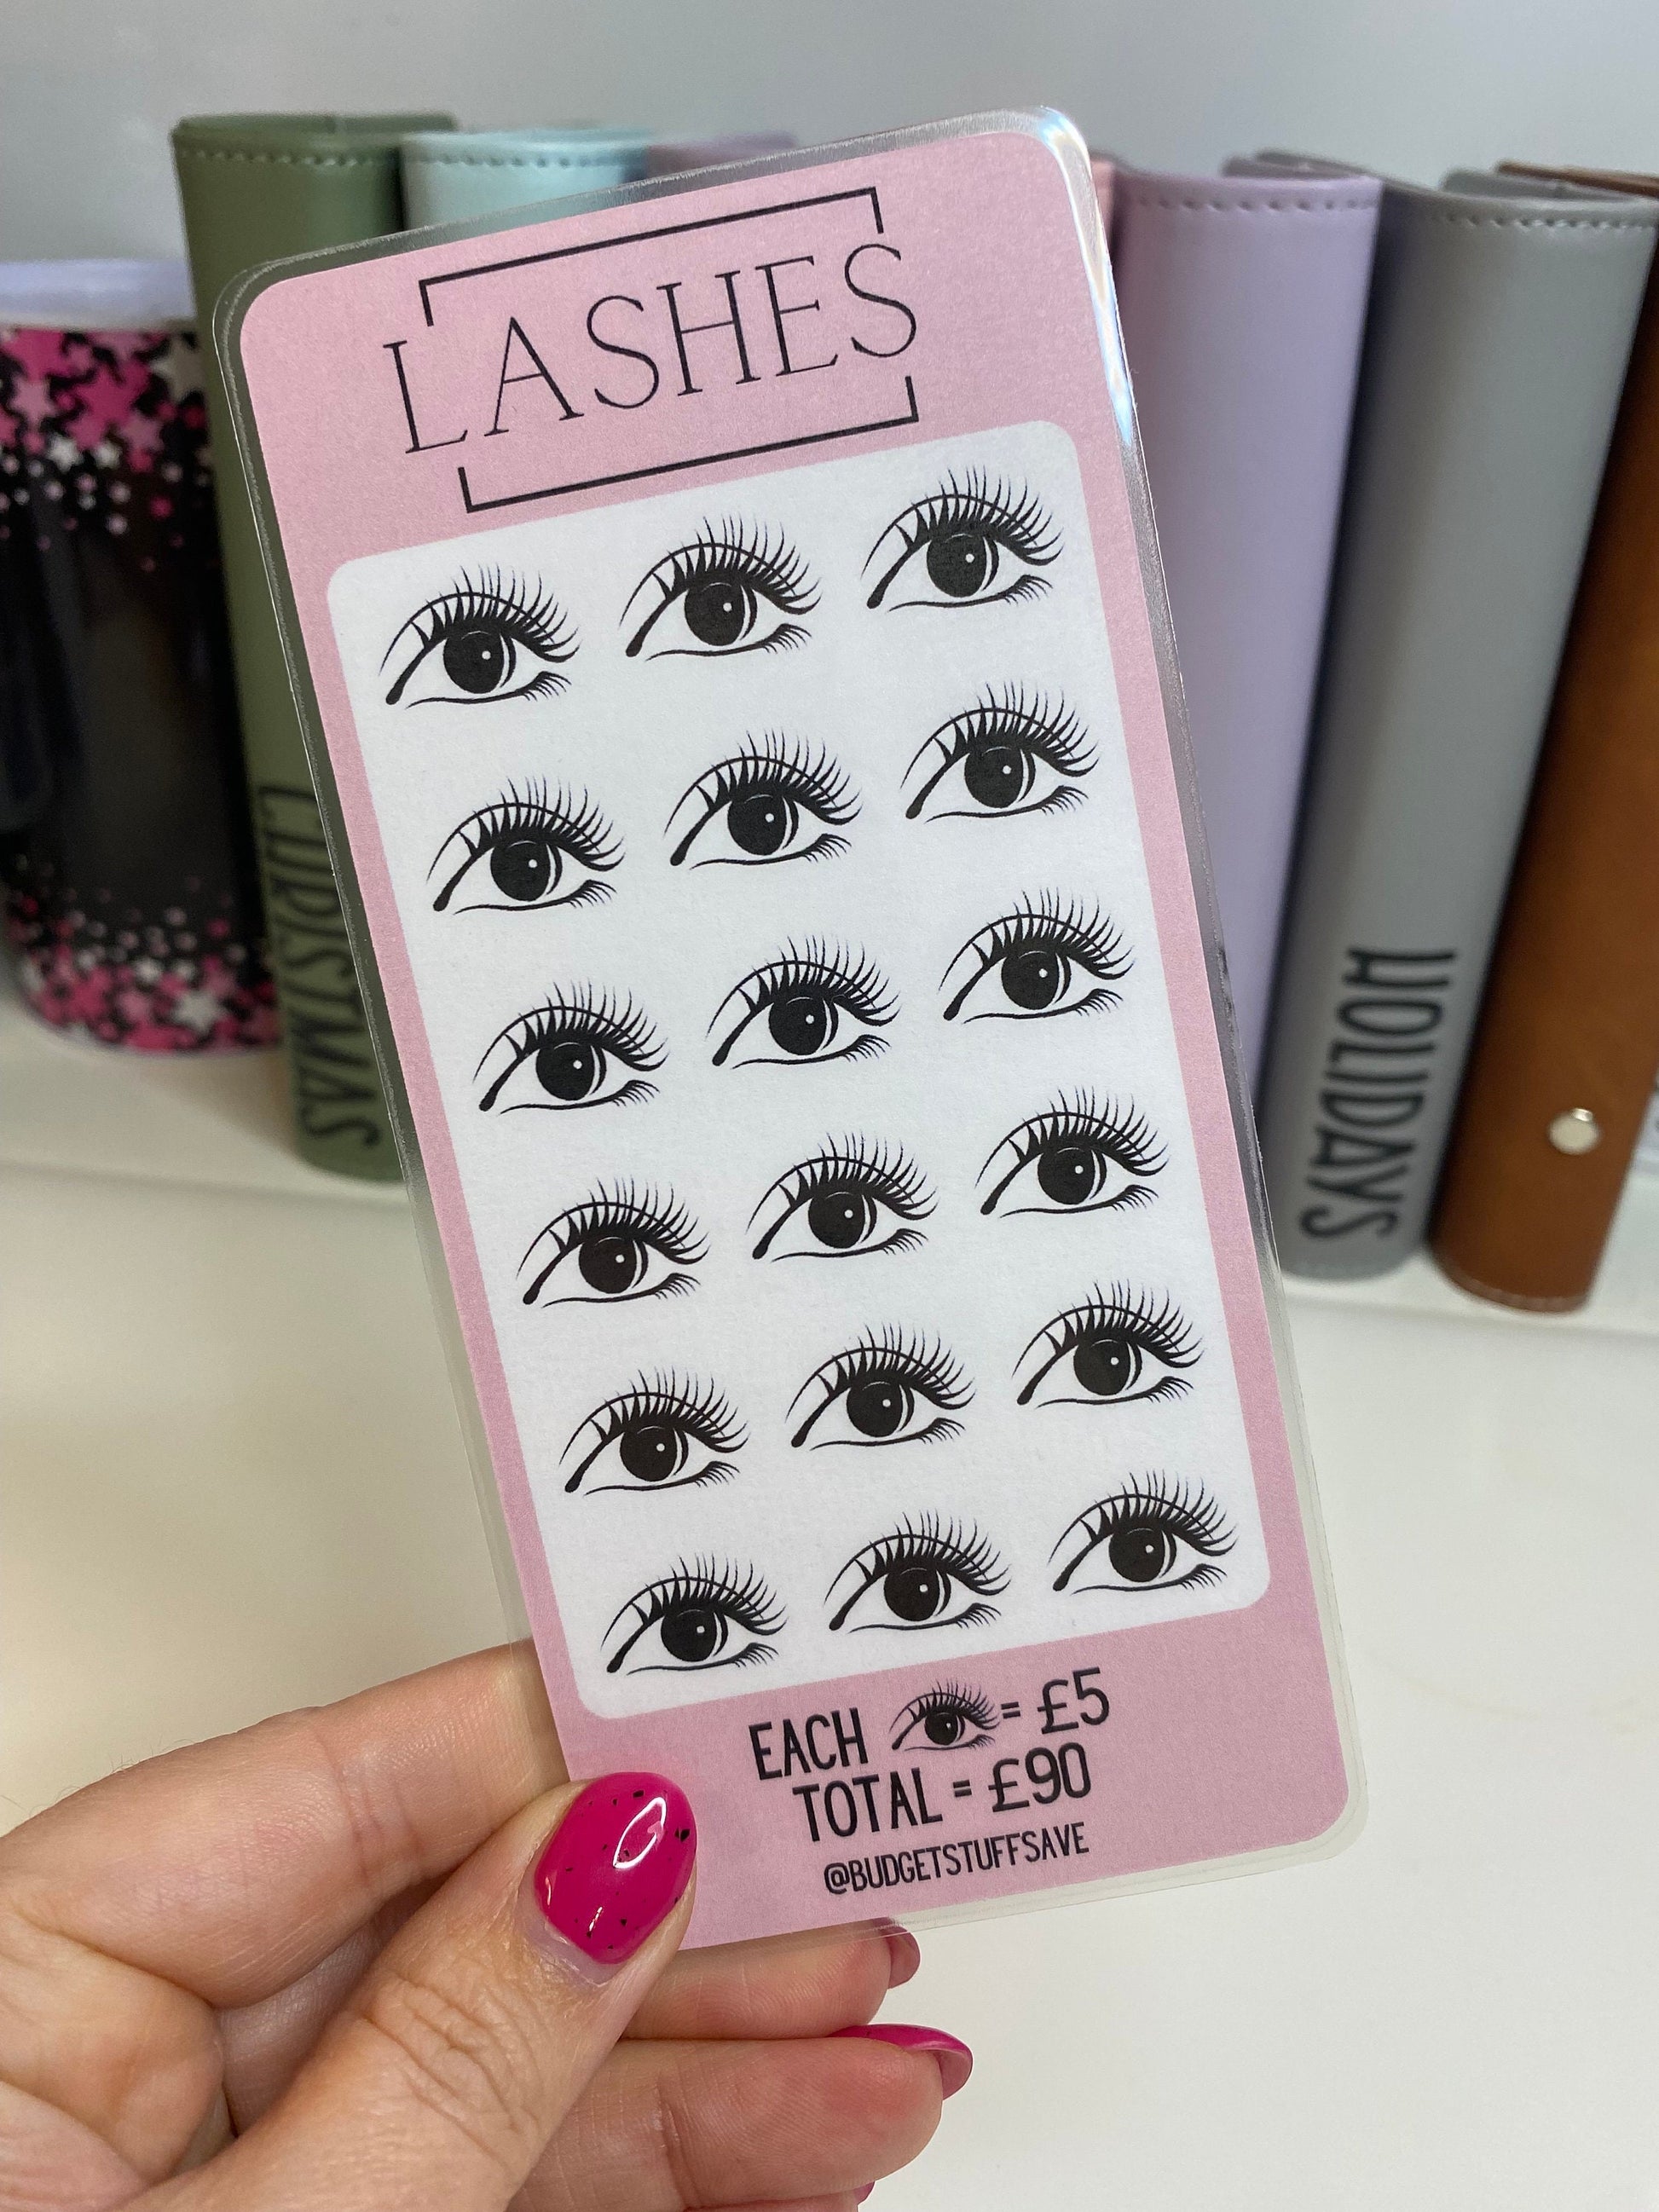 LASHES
EACH = £5
TOTAL = £90
@BUDGETSTUFFSAVE
CHRISTMAS
HOLIDAYS